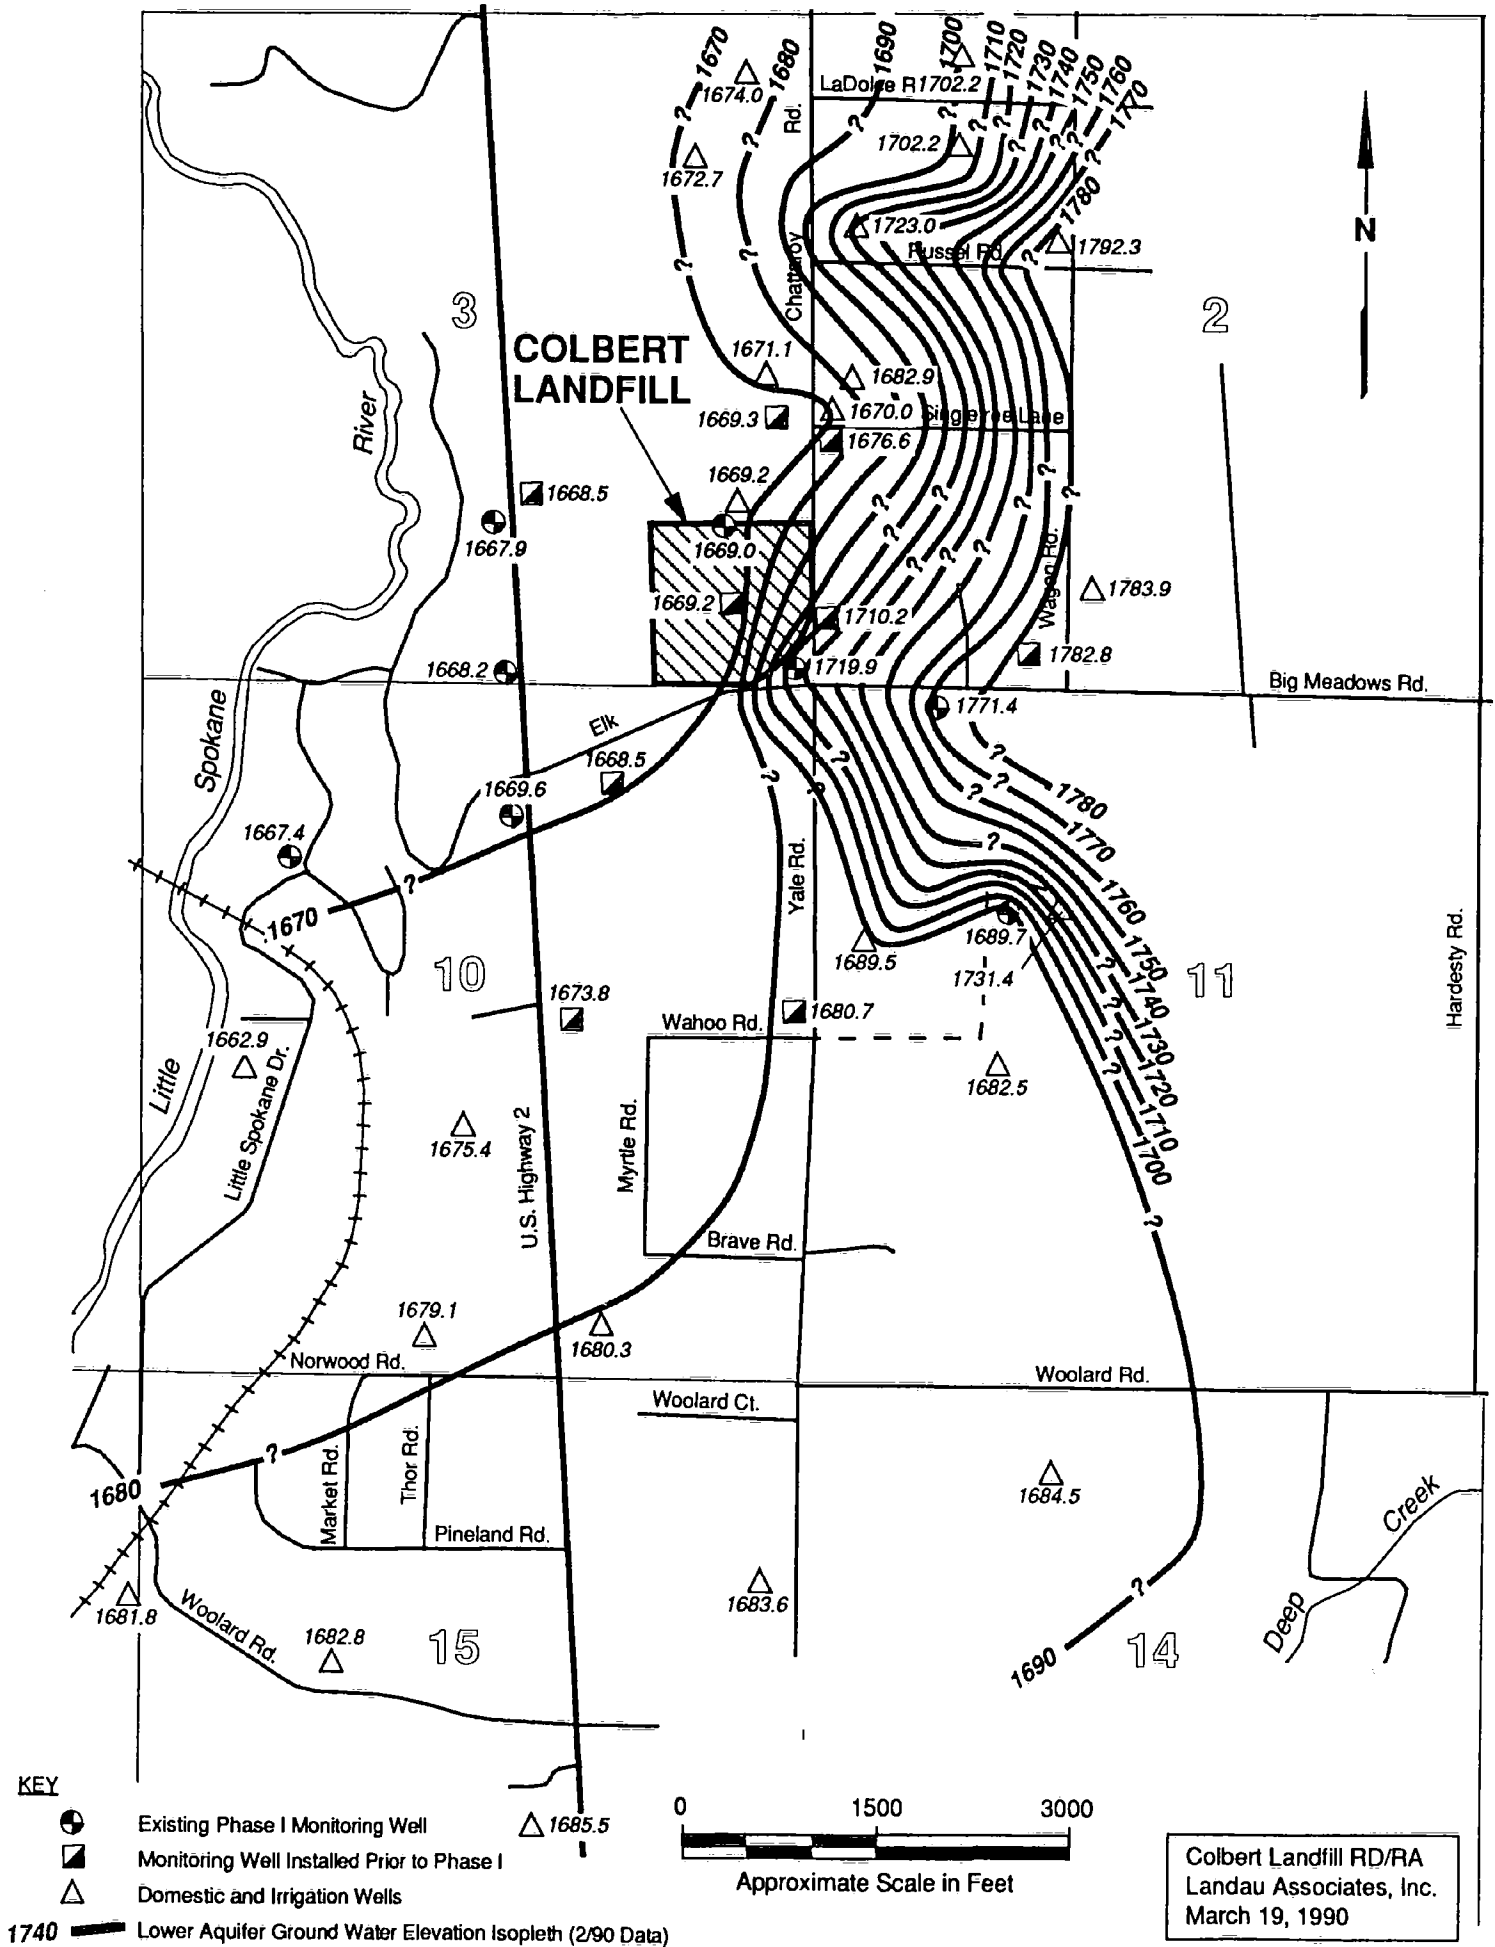 1670
1680
1690
1700
1710
1720
1730
1740
1750
1760
1770
1674.0
Rd.
LaDolce R
1702.2
1702.2
1672.7
1780
1723.0
1792.3
N
Russel Rd.
Chattaroy
3
2
COLBERT
LANDFILL
1671.1
1682.9
1669.3
1670.0
Singletree Lane
1676.6
River
1669.2
1668.5
1667.9
1669.0
1669.2
1710.2
Wagon Rd.
1783.9
1668.2
1719.9
1782.8
Big Meadows Rd.
1771.4
Spokane
Elk
1668.5
1669.6
1667.4
1780
1770
1760
1750
1740
1730
1720
1710
1700
Yale Rd.
1670
1689.7
1689.5
1731.4
10
11
Hardesty Rd.
1673.8
1680.7
Wahoo Rd.
1662.9
Little
1682.5
Little Spokane Dr.
1675.4
Myrtle Rd.
U.S. Highway 2
Brave Rd.
1679.1
1680.3
Norwood Rd.
Woolard Rd.
Woolard Ct.
1680
Market Rd.
Thor Rd.
1684.5
Creek
Pineland Rd.
1683.6
1681.8
Woolard Rd.
Deep
1682.8
15
14
1690
KEY
Existing Phase I Monitoring Well
Monitoring Well Installed Prior to Phase I
Domestic and Irrigation Wells
1740
Lower Aquifer Ground Water Elevation Isopleth (2/90 Data)
1685.5
0 1500 3000
Approximate Scale in Feet
Colbert Landfill RD/RA
Landau Associates, Inc.
March 19, 1990